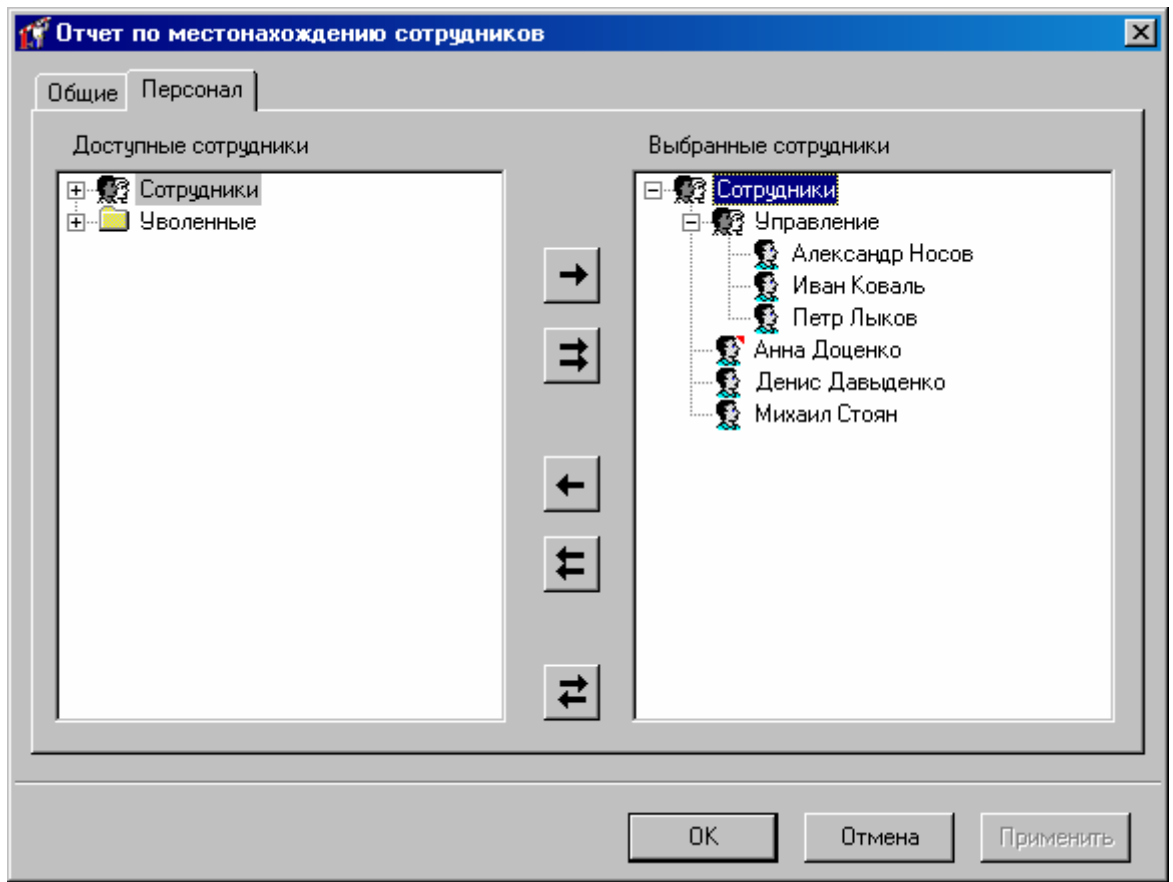 Отчет по местонахождению сотрудников
Общие
Персонал
Доступные сотрудники
Сотрудники
Уволенные
Выбранные сотрудники
Сотрудники
Управление
Александр Носов
Иван Коваль
Петр Лыков
Анна Доценко
Денис Давыденко
Михаил Стоян
OK
Отмена
Применить